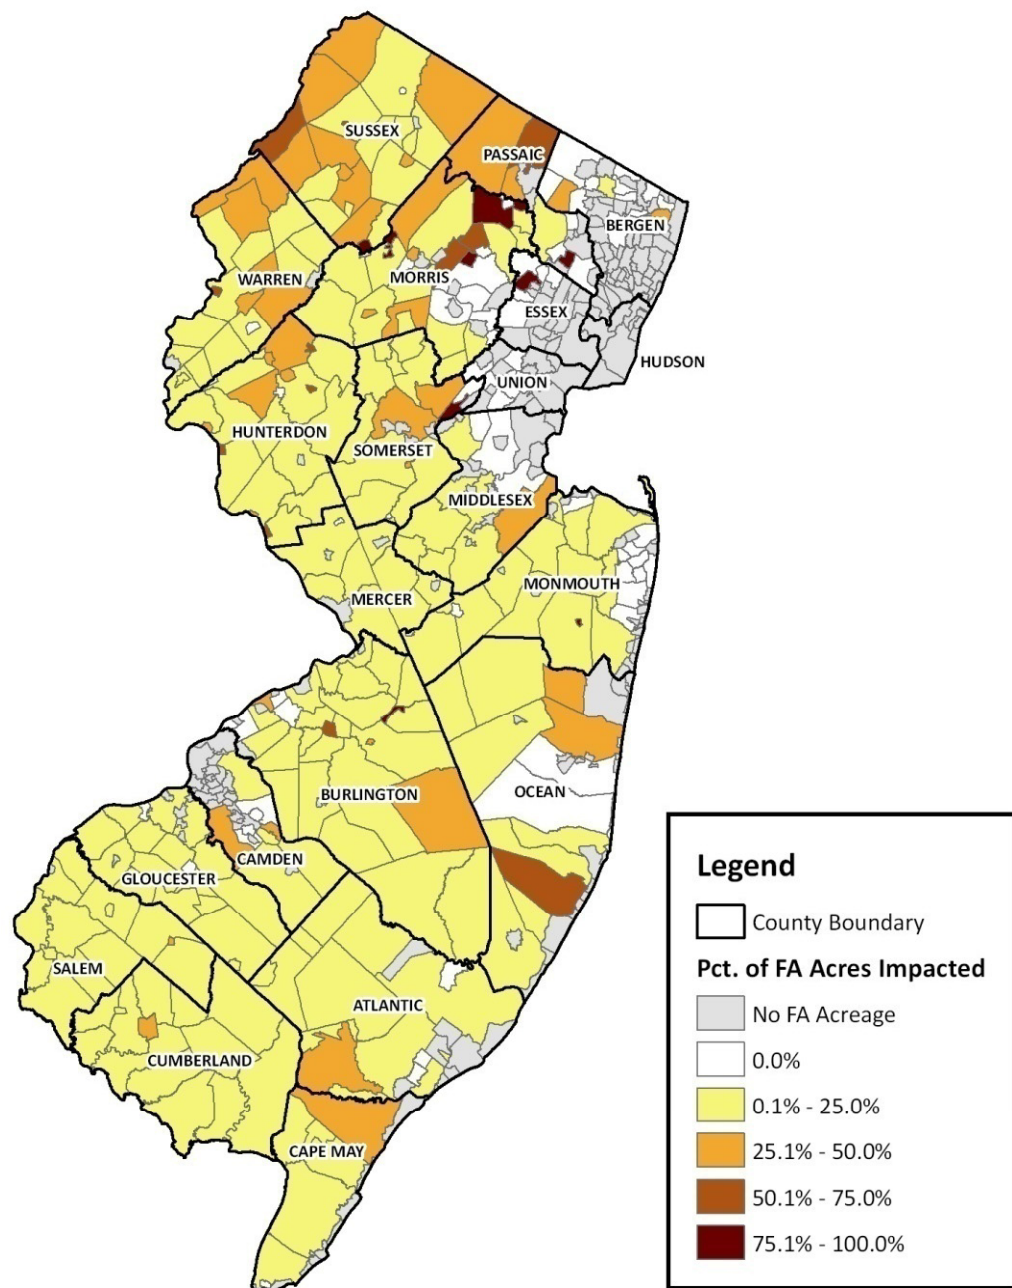 SUSSEX
PASSAIC
BERGEN
WARREN
MORRIS
ESSEX
HUDSON
UNION
HUNTERDON
SOMERSET
MIDDLESEX
MONMOUTH
MERCER
OCEAN
BURLINGTON
CAMDEN
GLOUCESTER
SALEM
ATLANTIC
CUMBERLAND
CAPE MAY
Legend
County Boundary
Pct. of FA Acres Impacted
No FA Acreage
0.0%
0.1% - 25.0%
25.1% - 50.0%
50.1% - 75.0%
75.1% - 100.0%